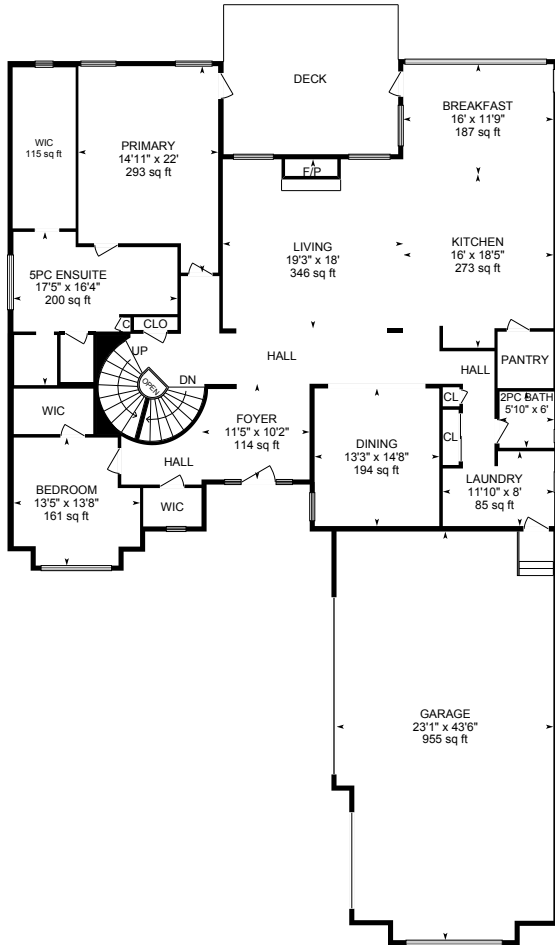 DECK
BREAKFAST
16' x 11'9"
187 sq ft
WIC
115 sq ft
PRIMARY
14'11" x 22'
293 sq ft
F/P
LIVING
19'3" x 18'
346 sq ft
KITCHEN
16' x 18'5"
273 sq ft
5PC ENSUITE
17'5" x 16'4"
200 sq ft
C
CLO
UP
DN
OPEN
HALL
HALL
PANTRY
CL
2PC BATH
5'10" x 6'
WIC
FOYER
11'5" x 10'2"
114 sq ft
DINING
13'3" x 14'8"
194 sq ft
CL
HALL
LAUNDRY
11'10" x 8'
85 sq ft
BEDROOM
13'5" x 13'8"
161 sq ft
WIC
GARAGE
23'1" x 43'6"
955 sq ft